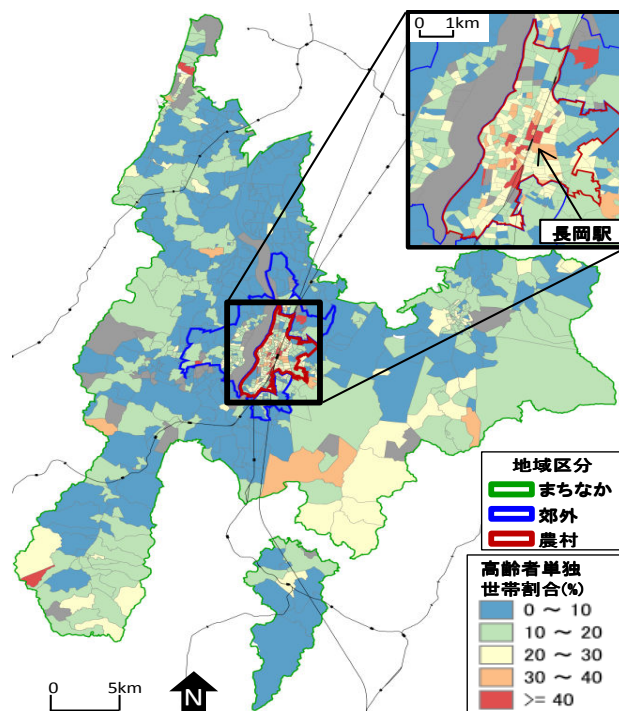 0 1km
長岡駅
地域区分
まちなか
郊外
農村
高齢者単独
世帯割合(%)
0 ～ 10
10 ～ 20
20 ～ 30
30 ～ 40
>= 40
0 5km
N